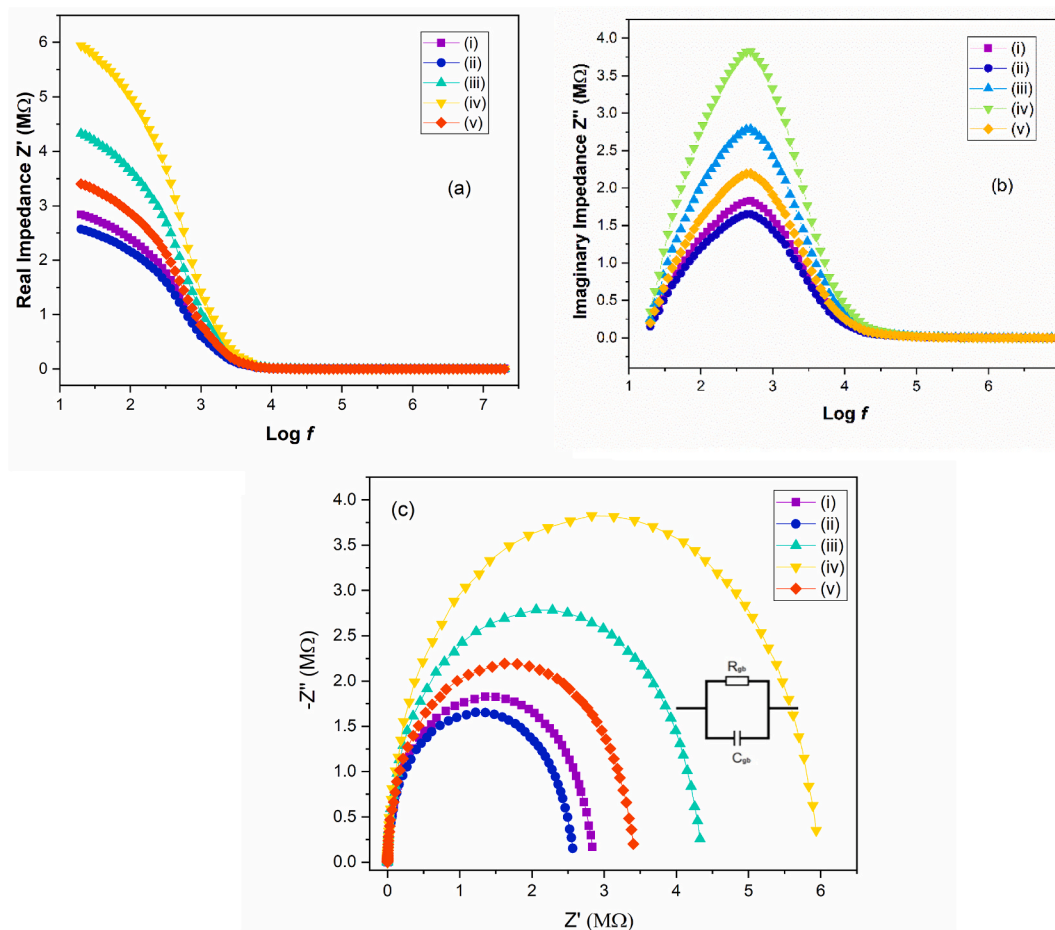 Real Impedance Z' (MΩ)
6
5
4
3
2
1
0
(i)
(ii)
(iii)
(iv)
(v)
(a)
1 2 3 4 5 6 7
Log f
Imaginary Impedance Z'' (MΩ)
4.0
3.5
3.0
2.5
2.0
1.5
1.0
0.5
0.0
(i)
(ii)
(iii)
(iv)
(v)
(b)
1 2 3 4 5 6
Log f
-Z'' (MΩ)
4.0
3.5
3.0
2.5
2.0
1.5
1.0
0.5
0.0
(c)
(i)
(ii)
(iii)
(iv)
(v)
Rgb
Cgb
0 1 2 3 4 5 6
Z' (MΩ)